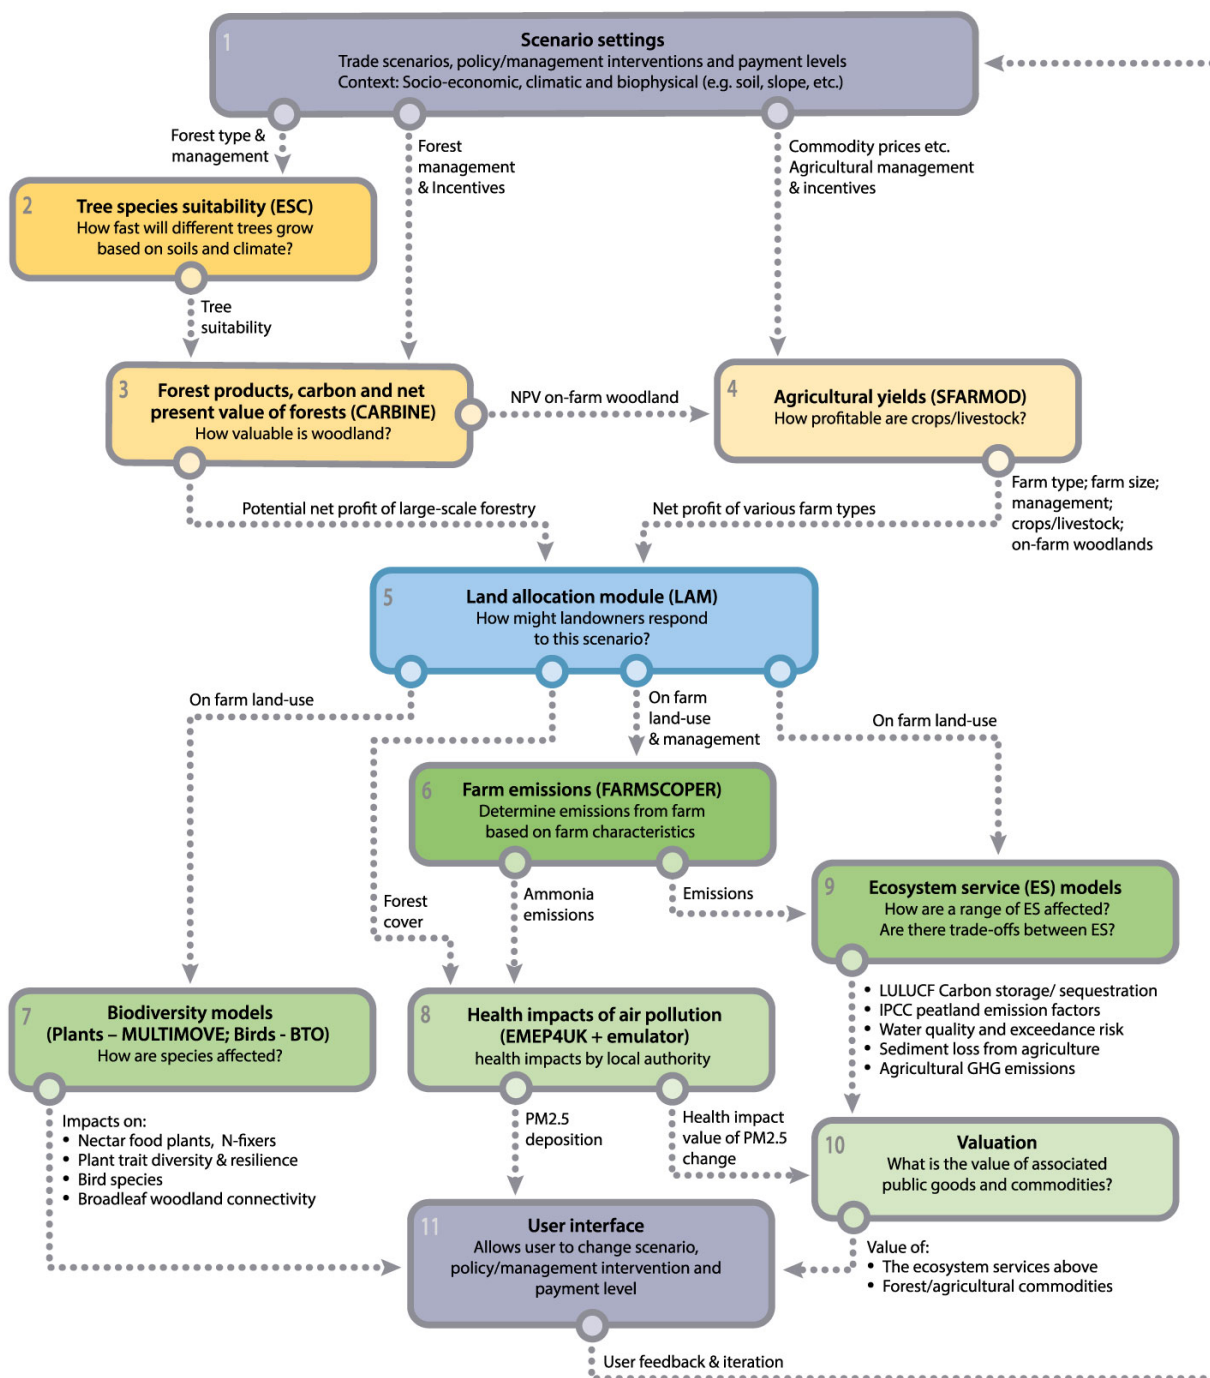 1
Scenario settings
Trade scenarios, policy/management interventions and payment levels
Context: Socio-economic, climatic and biophysical (e.g. soil, slope, etc.)
Forest type &
management
Forest
management
& Incentives
Commodity prices etc.
Agricultural management
& incentives
2
Tree species suitability (ESC)
How fast will different trees grow
based on soils and climate?
Tree
suitability
3
Forest products, carbon and net
present value of forests (CARBINE)
How valuable is woodland?
NPV on-farm woodland
4
Agricultural yields (SFARMOD)
How profitable are crops/livestock?
Potential net profit of large-scale forestry
Net profit of various farm types
Farm type; farm size;
management;
crops/livestock;
on-farm woodlands
5
Land allocation module (LAM)
How might landowners respond
to this scenario?
On farm land-use
On farm
land-use
& management
On farm land-use
6
Farm emissions (FARMSCOPER)
Determine emissions from farm
based on farm characteristics
Forest
cover
Ammonia
emissions
Emissions
9
Ecosystem service (ES) models
How are a range of ES affected?
Are there trade-offs between ES?
7
Biodiversity models
(Plants – MULTIMOVE; Birds - BTO)
How are species affected?
8
Health impacts of air pollution
(EMEP4UK + emulator)
health impacts by local authority
• LULUCF Carbon storage/ sequestration
• IPCC peatland emission factors
• Water quality and exceedance risk
• Sediment loss from agriculture
• Agricultural GHG emissions
Impacts on:
• Nectar food plants, N-fixers
• Plant trait diversity & resilience
• Bird species
• Broadleaf woodland connectivity
PM2.5
deposition
Health impact
value of PM2.5
change
10
Valuation
What is the value of associated
public goods and commodities?
11
User interface
Allows user to change scenario,
policy/management intervention and
payment level
Value of:
• The ecosystem services above
• Forest/agricultural commodities
User feedback & iteration